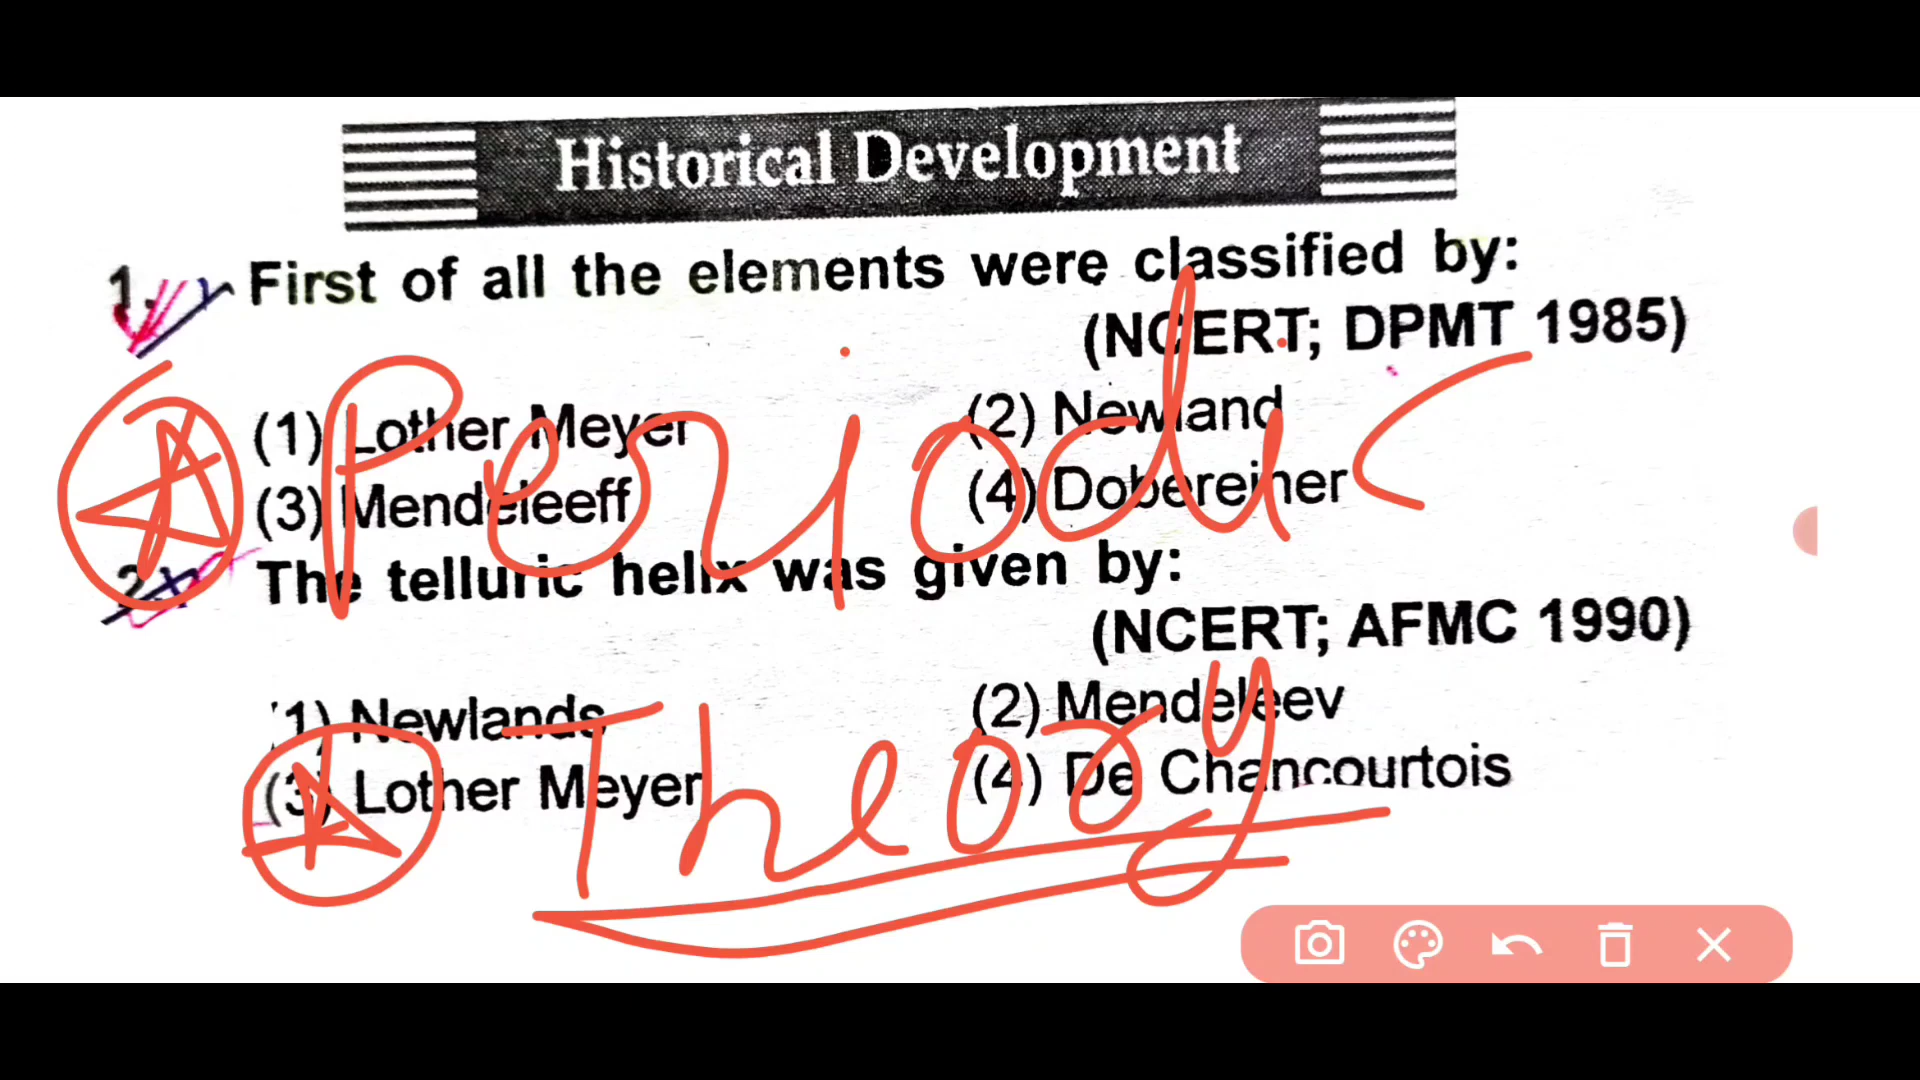 Historical Development
1. First of all the elements were classified by:
(NCERT; DPMT 1985)
(1) Lother Meyer (2) Newland
(3) Mendeleeff (4) Dobereiner
Periodic
2. The telluric helix was given by:
(NCERT; AFMC 1990)
(1) Newlands (2) Mendeleev
(3) Lother Meyer (4) De Chancourtois
Theory